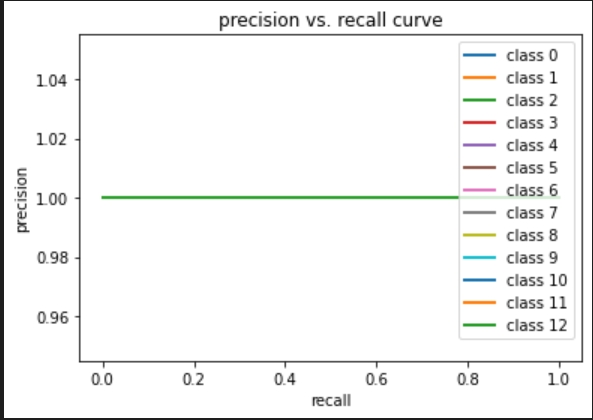 precision vs. recall curve
class 0
class 1
class 2
class 3
class 4
class 5
class 6
class 7
class 8
class 9
class 10
class 11
class 12
1.04
1.02
1.00
0.98
0.96
precision
0.0 0.2 0.4 0.6 0.8 1.0
recall